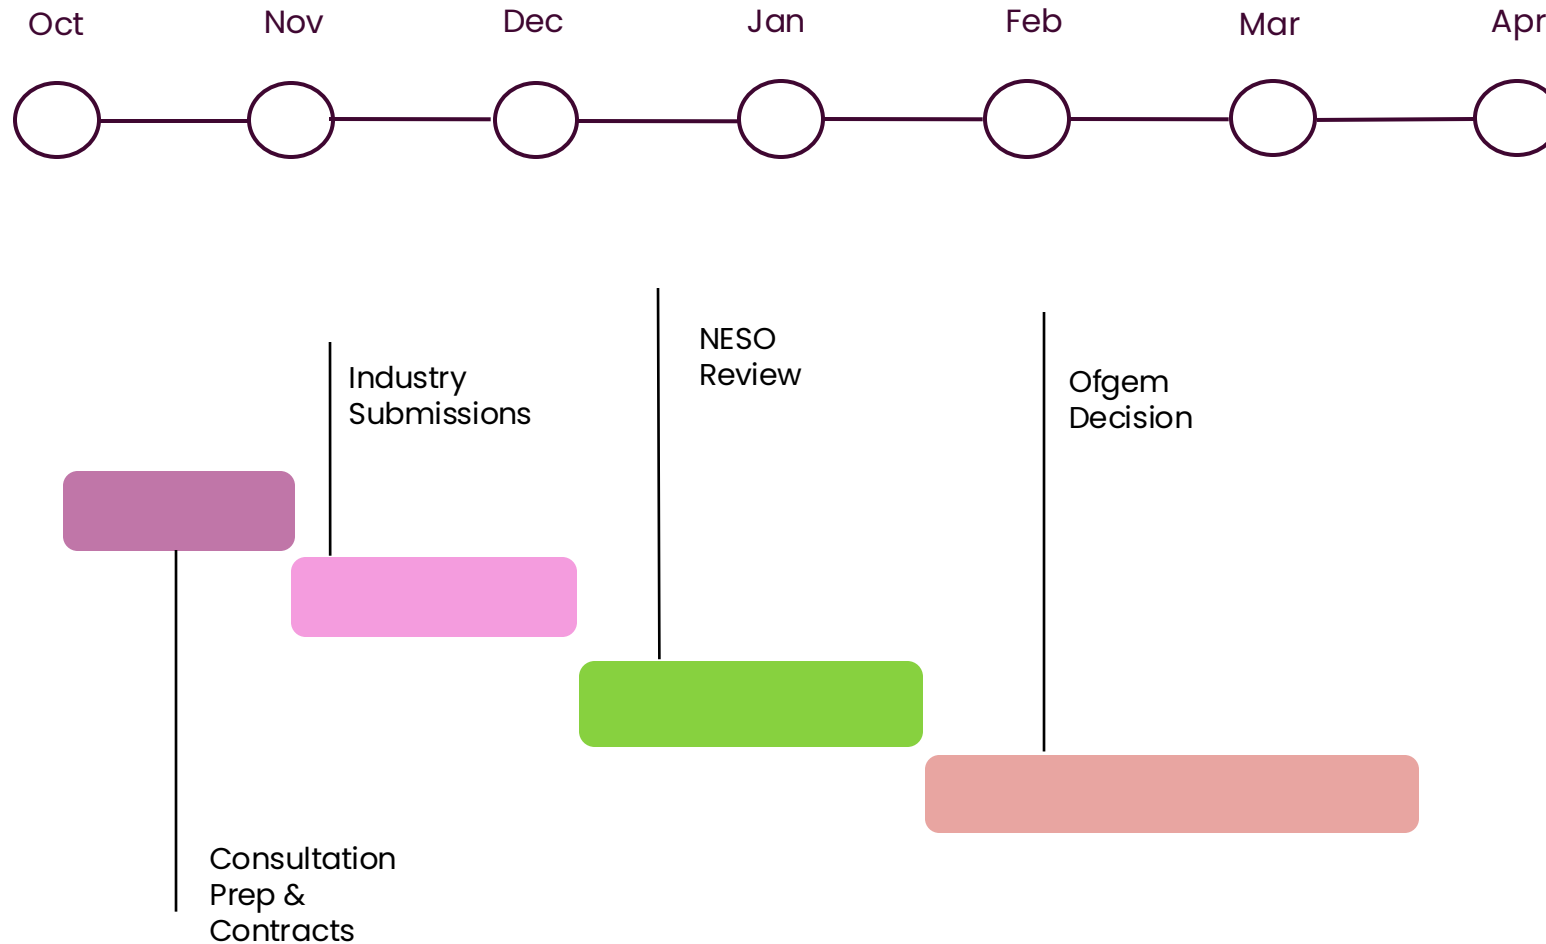 Oct Nov Dec Jan Feb Mar Apr
NESO
Review
Industry
Submissions
Ofgem
Decision
Consultation
Prep &
Contracts